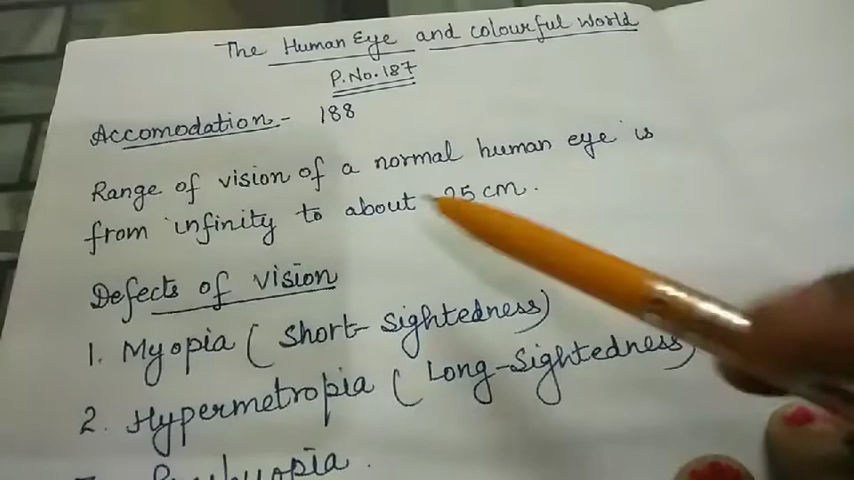 The Human Eye and colourful World
P.No.187
Accomodation - 188
Range of vision of a normal human eye is
from infinity to about 25 cm.
Defects of vision
1. Myopia (Short-Sightedness)
2. Hypermetropia (Long-Sightedness)